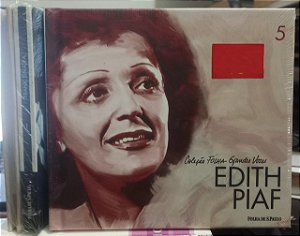 5
Coleção Folha Grandes Vozes
EDITH
PIAF
FOLHA DE S.PAULO